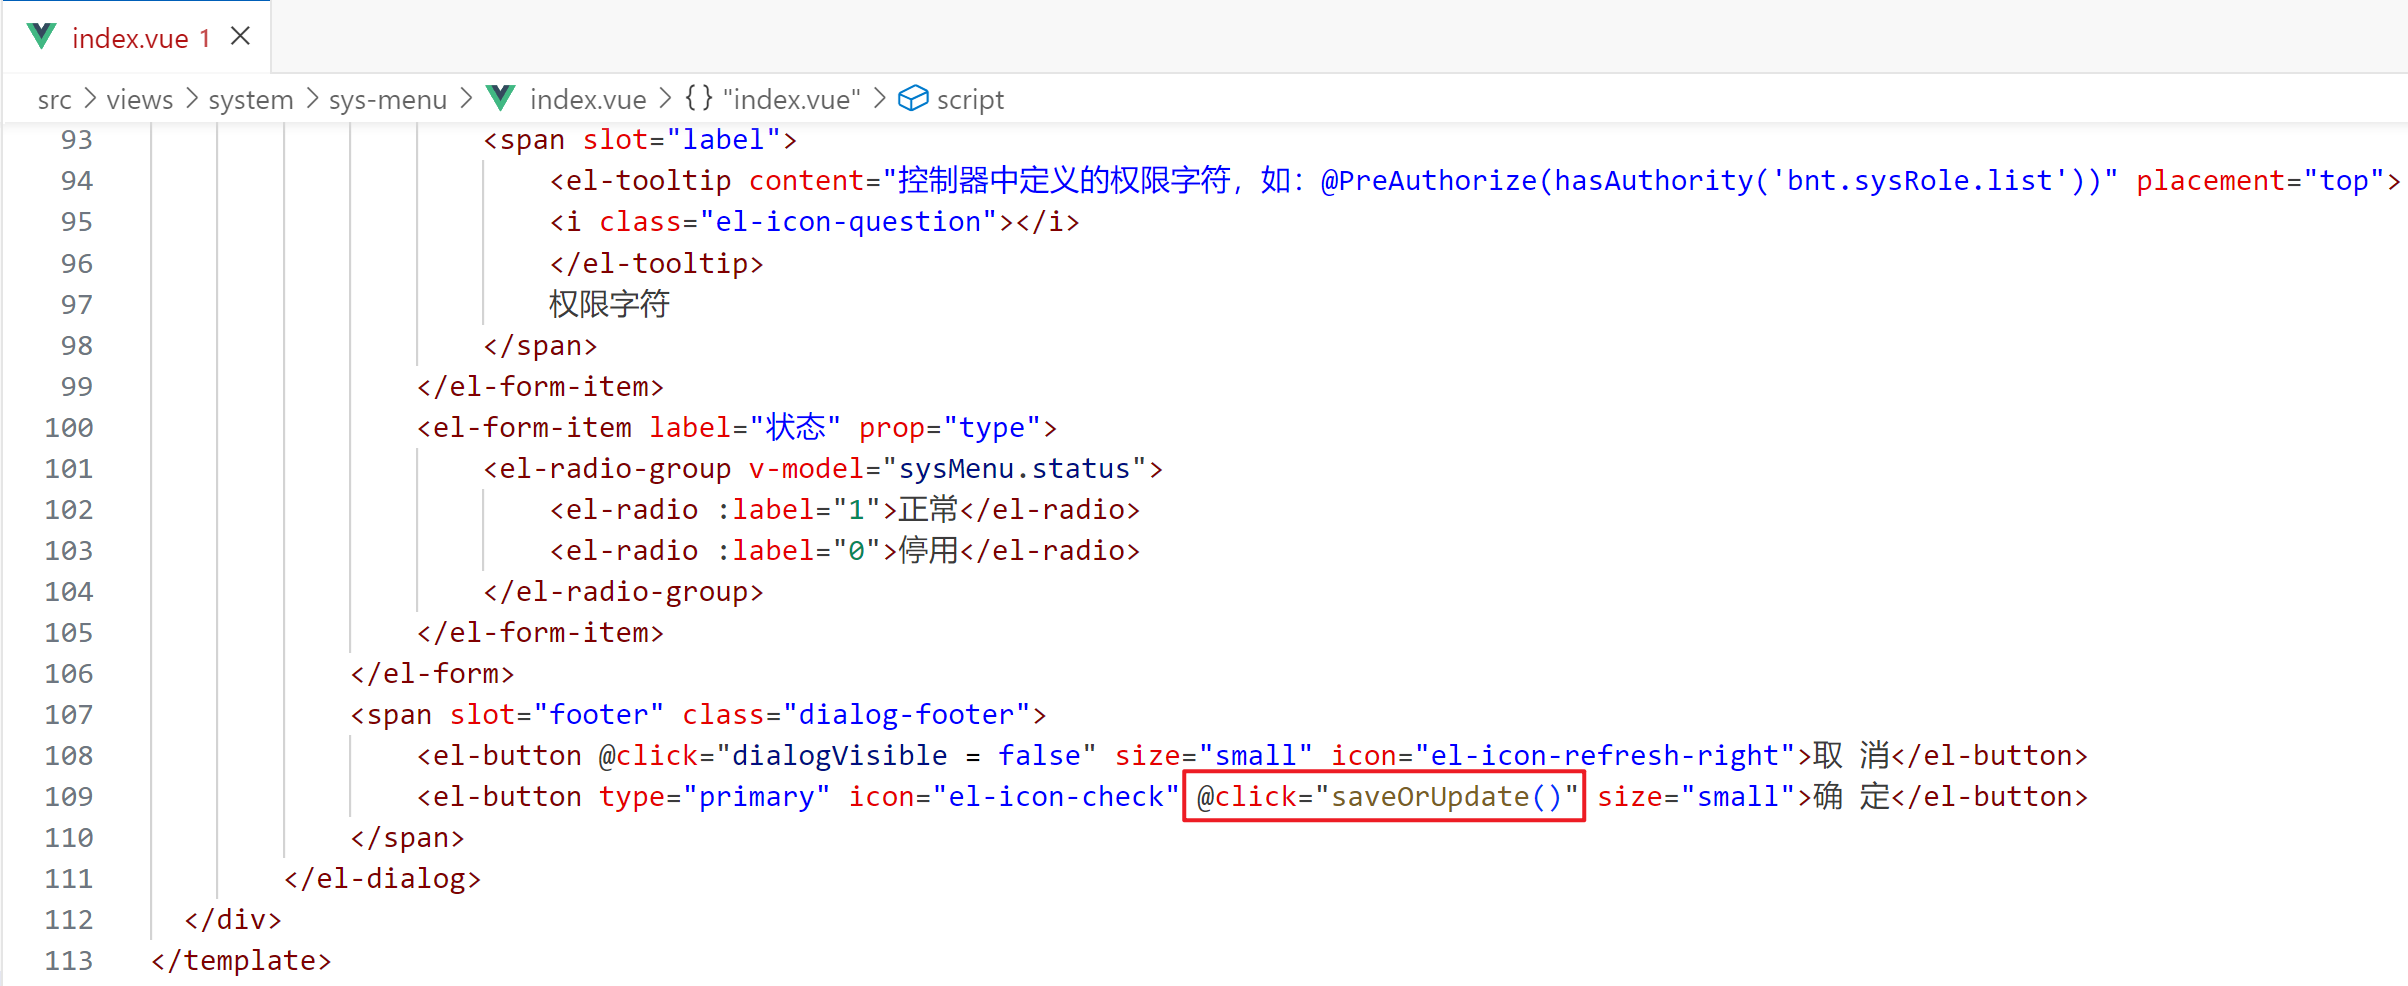 index.vue 1
src > views > system > sys-menu > index.vue > {} "index.vue" > script
93 <span slot="label">
94 <el-tooltip content="控制器中定义的权限字符，如：@PreAuthorize(hasAuthority('bnt.sysRole.list'))" placement="top">
95 <i class="el-icon-question"></i>
96 </el-tooltip>
97 权限字符
98 </span>
99 </el-form-item>
100 <el-form-item label="状态" prop="type">
101 <el-radio-group v-model="sysMenu.status">
102 <el-radio :label="1">正常</el-radio>
103 <el-radio :label="0">停用</el-radio>
104 </el-radio-group>
105 </el-form-item>
106 </el-form>
107 <span slot="footer" class="dialog-footer">
108 <el-button @click="dialogVisible = false" size="small" icon="el-icon-refresh-right">取 消</el-button>
109 <el-button type="primary" icon="el-icon-check" @click="saveOrUpdate()" size="small">确 定</el-button>
110 </span>
111 </el-dialog>
112 </div>
113 </template>